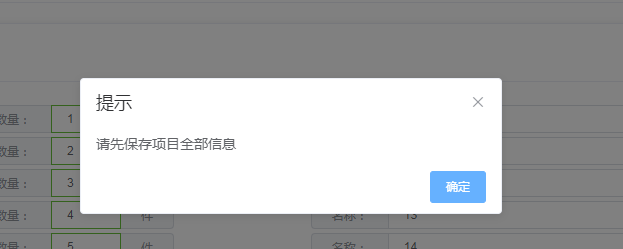 提示
请先保存项目全部信息
确定
数量： 1
数量： 2
数量： 3
数量： 4 件 名称： 13
数量： 5 件 名称： 14